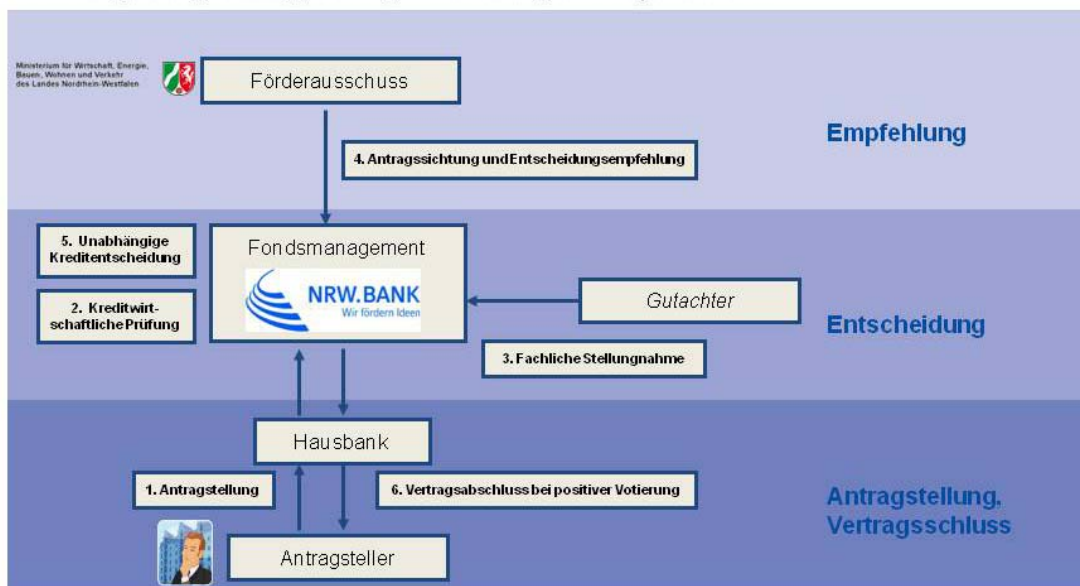 Ministerium für Wirtschaft, Energie,
Bauen, Wohnen und Verkehr
des Landes Nordrhein-Westfalen
Förderausschuss
Empfehlung
4. Antragssichtung und Entscheidungsempfehlung
5. Unabhängige
Kreditentscheidung
Fondsmanagement
NRW.BANK
Wir fördern Ideen
2. Kreditwirt-
schaftliche Prüfung
Gutachter
Entscheidung
3. Fachliche Stellungnahme
Hausbank
1. Antragstellung
6. Vertragsabschluss bei positiver Votierung
Antragstellung,
Vertragsschluss
Antragsteller